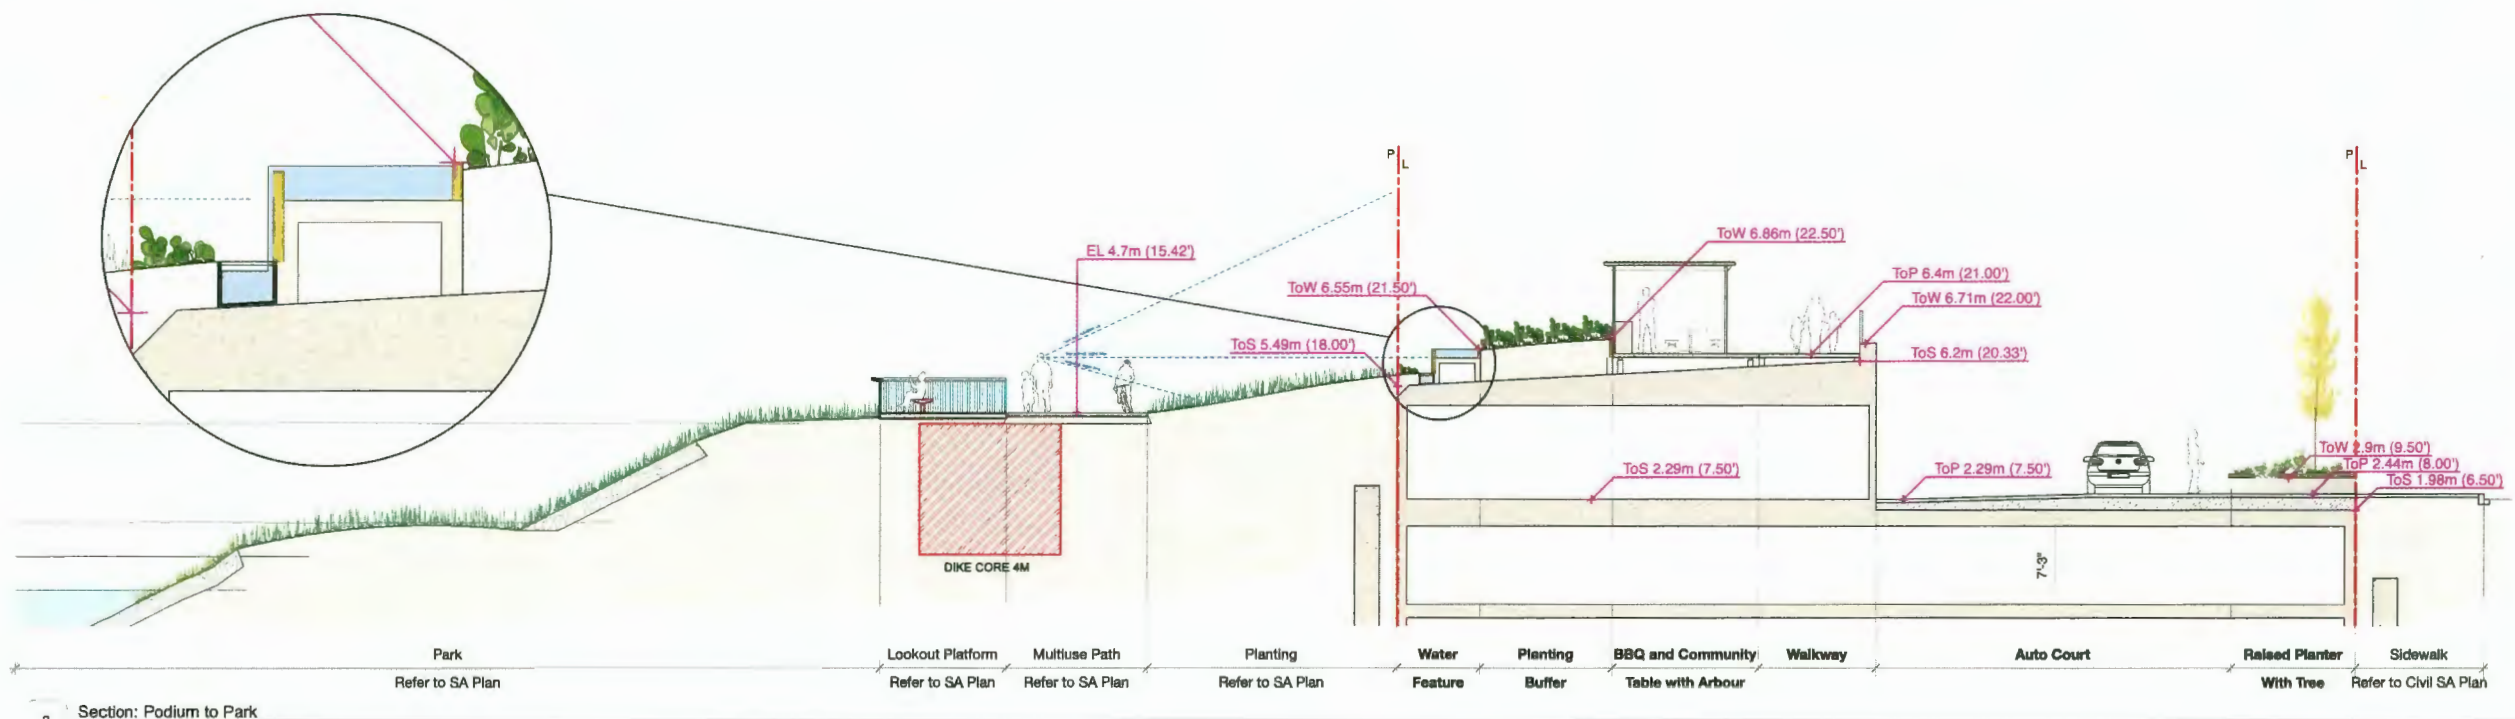 P
L
P
L
ToW 6.86m (22.50')
EL 4.7m (15.42')
ToP 6.4m (21.00')
ToW 6.55m (21.50')
ToW 6.71m (22.00')
ToS 5.49m (18.00')
ToS 6.2m (20.33')
ToW 2.9m (9.50')
ToS 2.29m (7.50')
ToP 2.29m (7.50')
ToP 2.44m (8.00')
ToS 1.98m (6.50')
DIKE CORE 4M
7'-3"
Park
Refer to SA Plan
Lookout Platform
Refer to SA Plan
Multiuse Path
Refer to SA Plan
Planting
Refer to SA Plan
Water
Feature
Planting
Buffer
BBQ and Community
Table with Arbour
Walkway
Auto Court
Raised Planter
With Tree
Sidewalk
Refer to Civil SA Plan
Section: Podium to Park